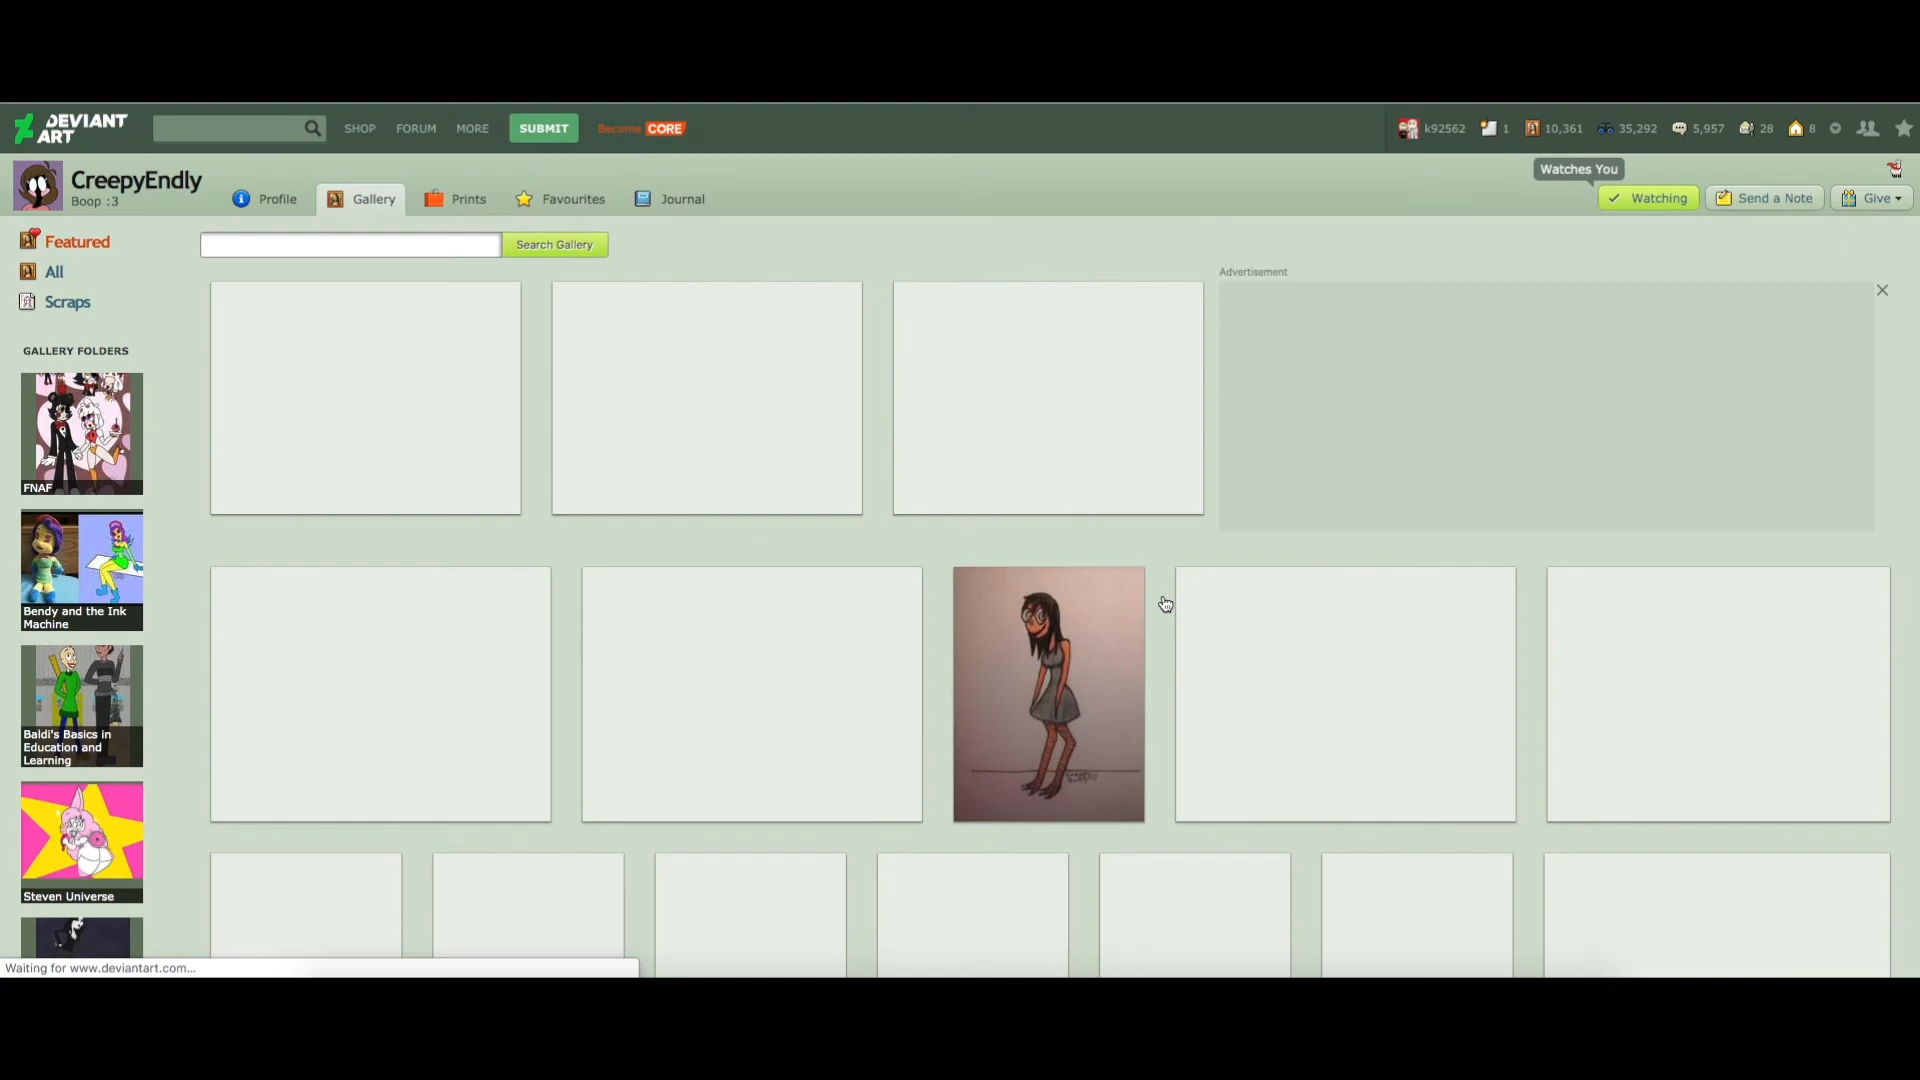 DEVIANT
ART
SHOP
FORUM
MORE
SUBMIT
Become CORE
k92562
1
10,361
35,292
5,957
28
8
CreepyEndly
Boop :3
Profile
Gallery
Prints
Favourites
Journal
Watches You
Watching
Send a Note
Give
Featured
All
Scraps
Search Gallery
Advertisement
GALLERY FOLDERS
FNAF
Bendy and the Ink
Machine
Baldi's Basics in
Education and
Learning
Steven Universe
Waiting for www.deviantart.com...